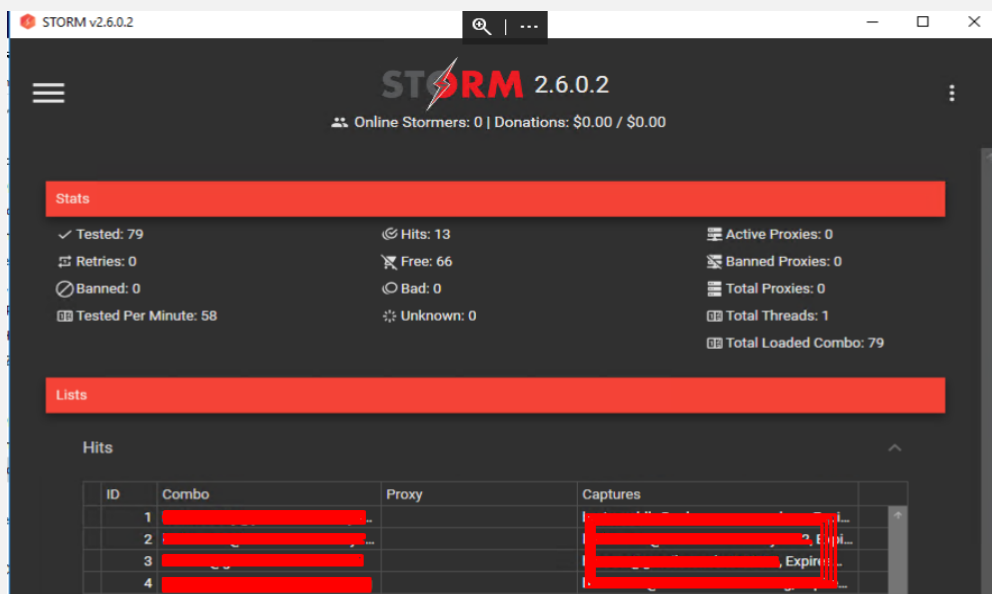 STORM v2.6.0.2
STORM 2.6.0.2
Online Stormers: 0 | Donations: $0.00 / $0.00
Stats
Tested: 79
Hits: 13
Active Proxies: 0
Retries: 0
Free: 66
Banned Proxies: 0
Banned: 0
Bad: 0
Total Proxies: 0
Tested Per Minute: 58
Unknown: 0
Total Threads: 1
Total Loaded Combo: 79
Lists
Hits
ID Combo Proxy Captures
1
2
3 , Expires...
4